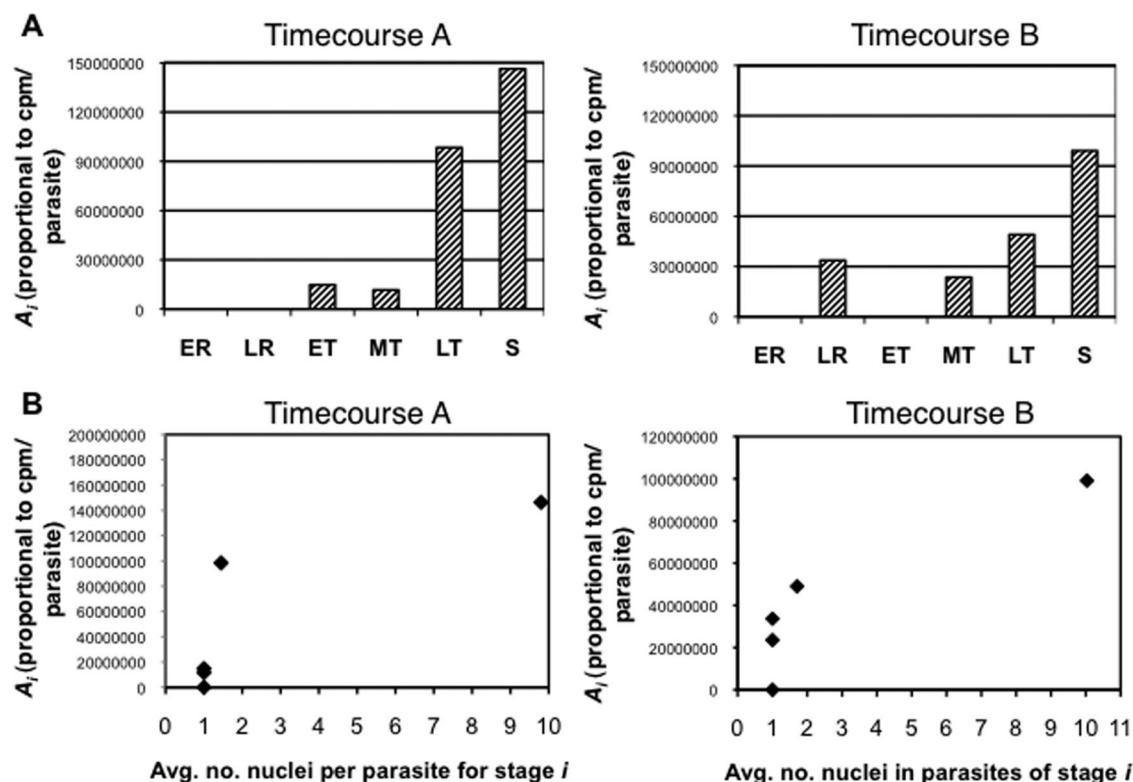 A
Timecourse A
Timecourse B
A_i (proportional to cpm/
parasite)
150000000
120000000
90000000
60000000
30000000
0
ER LR ET MT LT S
A_i (proportional to cpm/
parasite)
150000000
120000000
90000000
60000000
30000000
0
ER LR ET MT LT S
B
Timecourse A
Timecourse B
A_i (proportional to cpm/
parasite)
200000000
180000000
160000000
140000000
120000000
100000000
80000000
60000000
40000000
20000000
0
0 1 2 3 4 5 6 7 8 9 10
Avg. no. nuclei per parasite for stage i
A_i (proportional to cpm/
parasite)
120000000
100000000
80000000
60000000
40000000
20000000
0
0 1 2 3 4 5 6 7 8 9 10 11
Avg. no. nuclei in parasites of stage i